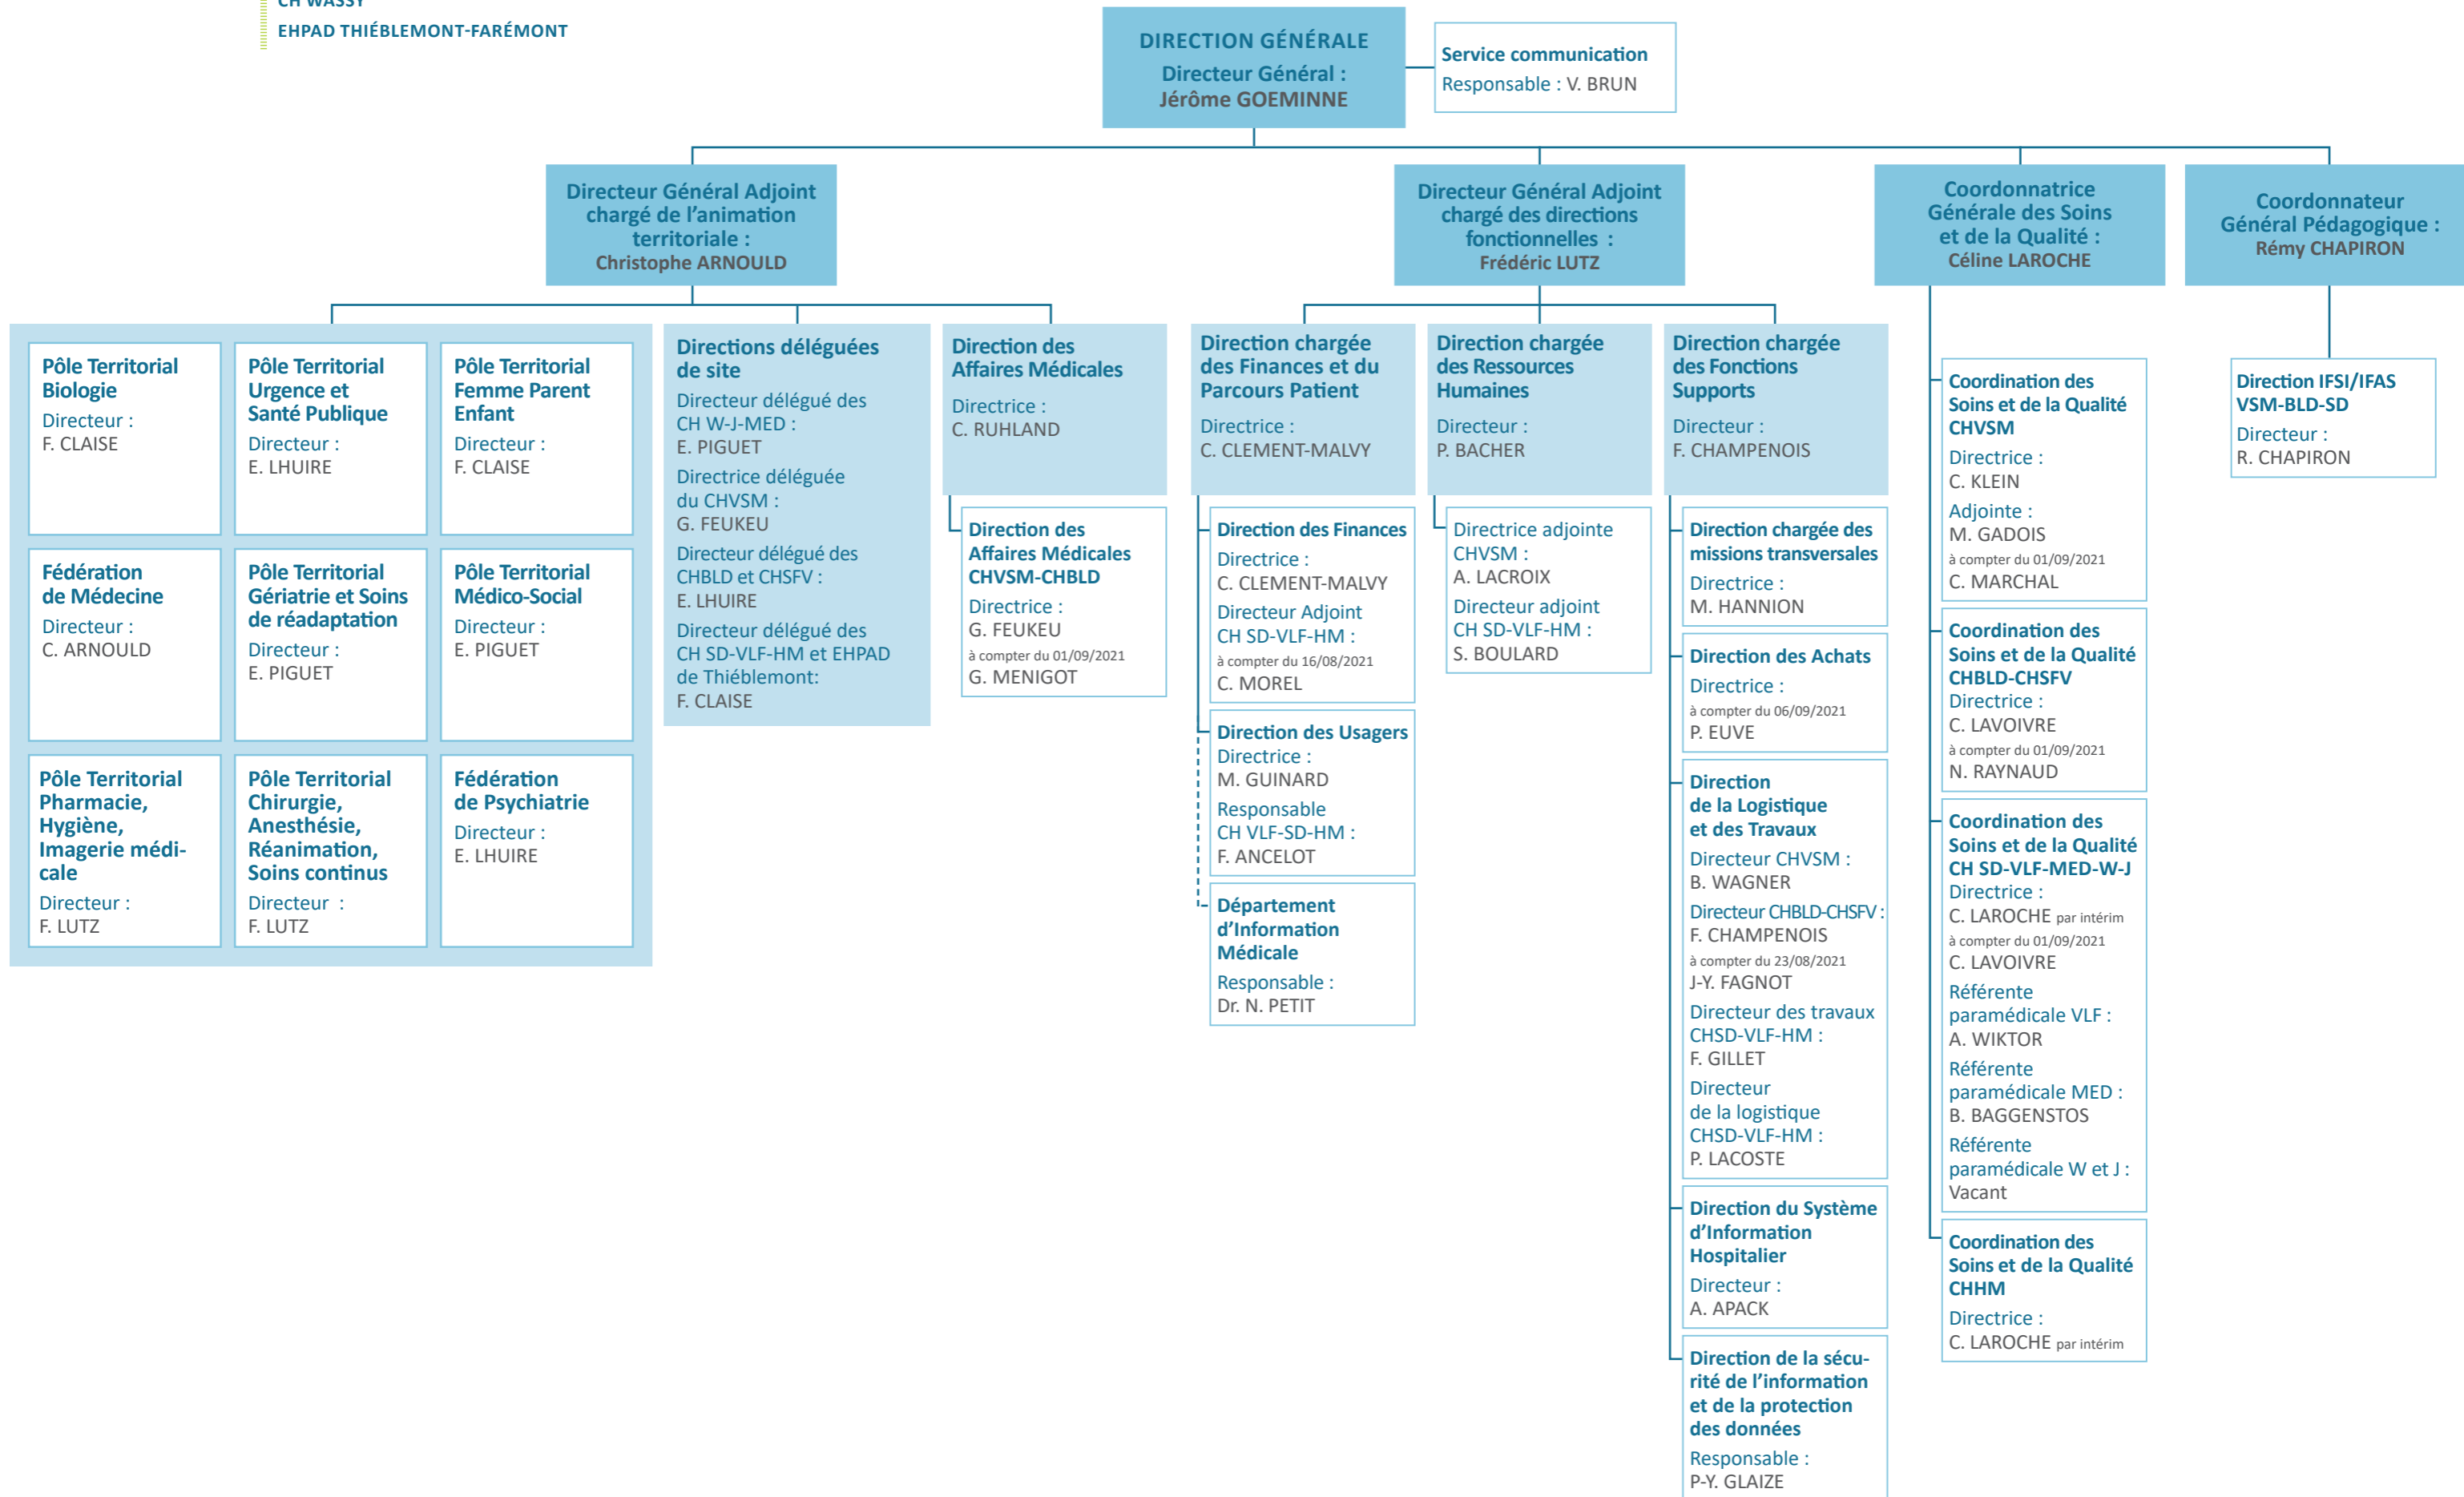 CH WASSY
EHPAD THIÉBLEMONT-FARÉMONT
DIRECTION GÉNÉRALE
Directeur Général :
Jérôme GOEMINNE
Service communication
Responsable : V. BRUN
Directeur Général Adjoint
chargé de l’animation
territoriale :
Christophe ARNOULD
Directeur Général Adjoint
chargé des directions
fonctionnelles :
Frédéric LUTZ
Coordonnatrice
Générale des Soins
et de la Qualité :
Céline LAROCHE
Coordonnateur
Général Pédagogique :
Rémy CHAPIRON
Pôle Territorial
Biologie
Directeur :
F. CLAISE
Pôle Territorial
Urgence et
Santé Publique
Directeur :
E. LHUIRE
Pôle Territorial
Femme Parent
Enfant
Directeur :
F. CLAISE
Fédération
de Médecine
Directeur :
C. ARNOULD
Pôle Territorial
Gériatrie et Soins
de réadaptation
Directeur :
E. PIGUET
Pôle Territorial
Médico-Social
Directeur :
E. PIGUET
Pôle Territorial
Pharmacie,
Hygiène,
Imagerie médi-
cale
Directeur :
F. LUTZ
Pôle Territorial
Chirurgie,
Anesthésie,
Réanimation,
Soins continus
Directeur :
F. LUTZ
Fédération
de Psychiatrie
Directeur :
E. LHUIRE
Directions déléguées
de site
Directeur délégué des
CH W-J-MED :
E. PIGUET
Directrice déléguée
du CHVSM :
G. FEUKEU
Directeur délégué des
CHBLD et CHSFV :
E. LHUIRE
Directeur délégué des
CH SD-VLF-HM et EHPAD
de Thiéblemont:
F. CLAISE
Direction des
Affaires Médicales
Directrice :
C. RUHLAND
Direction des
Affaires Médicales
CHVSM-CHBLD
Directrice :
G. FEUKEU
à compter du 01/09/2021
G. MENIGOT
Direction chargée
des Finances et du
Parcours Patient
Directrice :
C. CLEMENT-MALVY
Direction des Finances
Directrice :
C. CLEMENT-MALVY
Directeur Adjoint
CH SD-VLF-HM :
à compter du 16/08/2021
C. MOREL
Direction des Usagers
Directrice :
M. GUINARD
Responsable
CH VLF-SD-HM :
F. ANCELOT
Département
d’Information
Médicale
Responsable :
Dr. N. PETIT
Direction chargée
des Ressources
Humaines
Directeur :
P. BACHER
Directrice adjointe
CHVSM :
A. LACROIX
Directeur adjoint
CH SD-VLF-HM :
S. BOULARD
Direction chargée
des Fonctions
Supports
Directeur :
F. CHAMPENOIS
Direction chargée des
missions transversales
Directrice :
M. HANNION
Direction des Achats
Directrice :
à compter du 06/09/2021
P. EUVE
Direction
de la Logistique
et des Travaux
Directeur CHVSM :
B. WAGNER
Directeur CHBLD-CHSFV :
F. CHAMPENOIS
à compter du 23/08/2021
J-Y. FAGNOT
Directeur des travaux
CHSD-VLF-HM :
F. GILLET
Directeur
de la logistique
CHSD-VLF-HM :
P. LACOSTE
Direction du Système
d’Information
Hospitalier
Directeur :
A. APACK
Direction de la sécu-
rité de l’information
et de la protection
des données
Responsable :
P-Y. GLAIZE
Coordination des
Soins et de la Qualité
CHVSM
Directrice :
C. KLEIN
Adjointe :
M. GADOIS
à compter du 01/09/2021
C. MARCHAL
Coordination des
Soins et de la Qualité
CHBLD-CHSFV
Directrice :
C. LAVOIVRE
à compter du 01/09/2021
N. RAYNAUD
Coordination des
Soins et de la Qualité
CH SD-VLF-MED-W-J
Directrice :
C. LAROCHE par intérim
à compter du 01/09/2021
C. LAVOIVRE
Référente
paramédicale VLF :
A. WIKTOR
Référente
paramédicale MED :
B. BAGGENSTOS
Référente
paramédicale W et J :
Vacant
Coordination des
Soins et de la Qualité
CHHM
Directrice :
C. LAROCHE par intérim
Direction IFSI/IFAS
VSM-BLD-SD
Directeur :
R. CHAPIRON